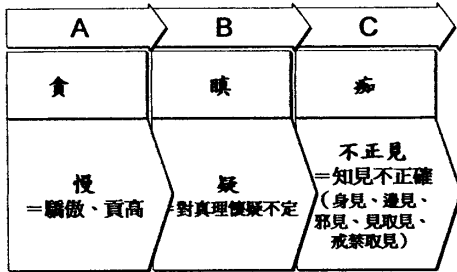 A B C
貪 瞋 痴
慢
＝驕傲、貢高
疑
=對真理懷疑不定
不正見
＝知見不正確
（身見、邊見、
邪見、見取見、
戒禁取見）